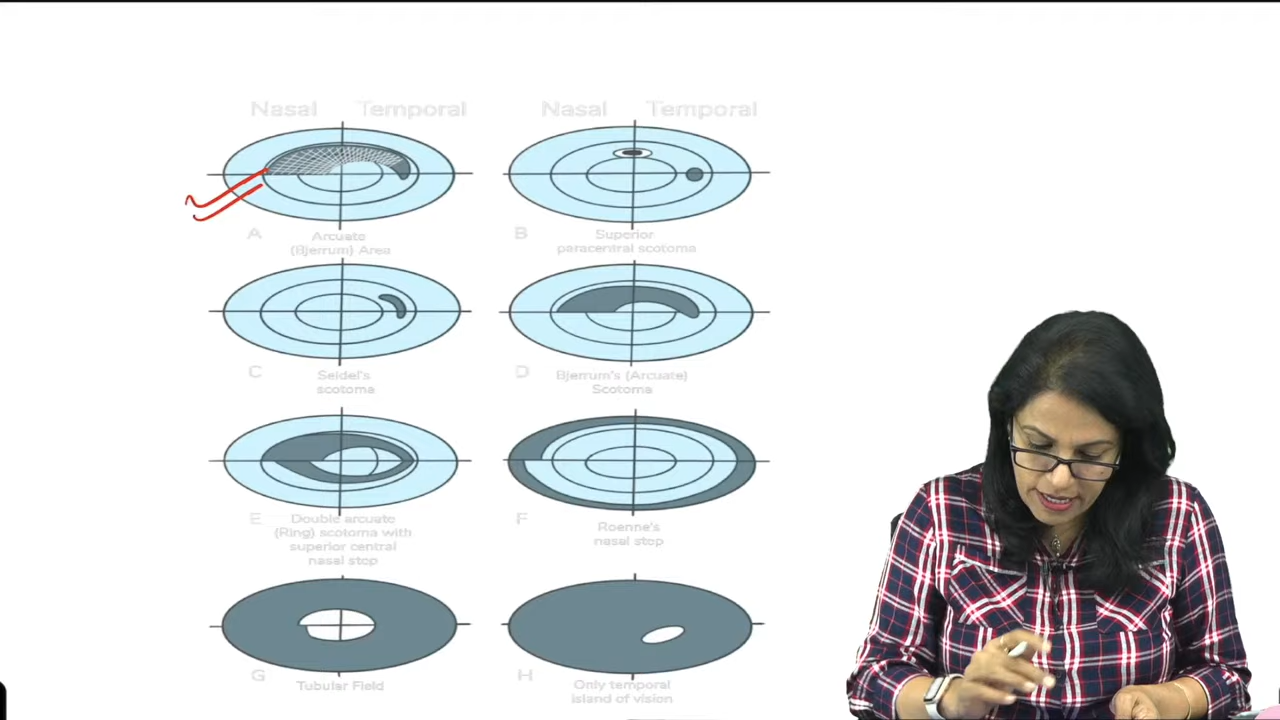 Nasal Temporal Nasal Temporal
A Arcuate
(Bjerrum) Area
B Superior
paracentral scotoma
C Seidel's
scotoma
D Bjerrum's (Arcuate)
Scotoma
E Double arcuate
(Ring) scotoma with
superior central
nasal step
F Roenne's
nasal step
G Tubular Field
H Only temporal
island of vision